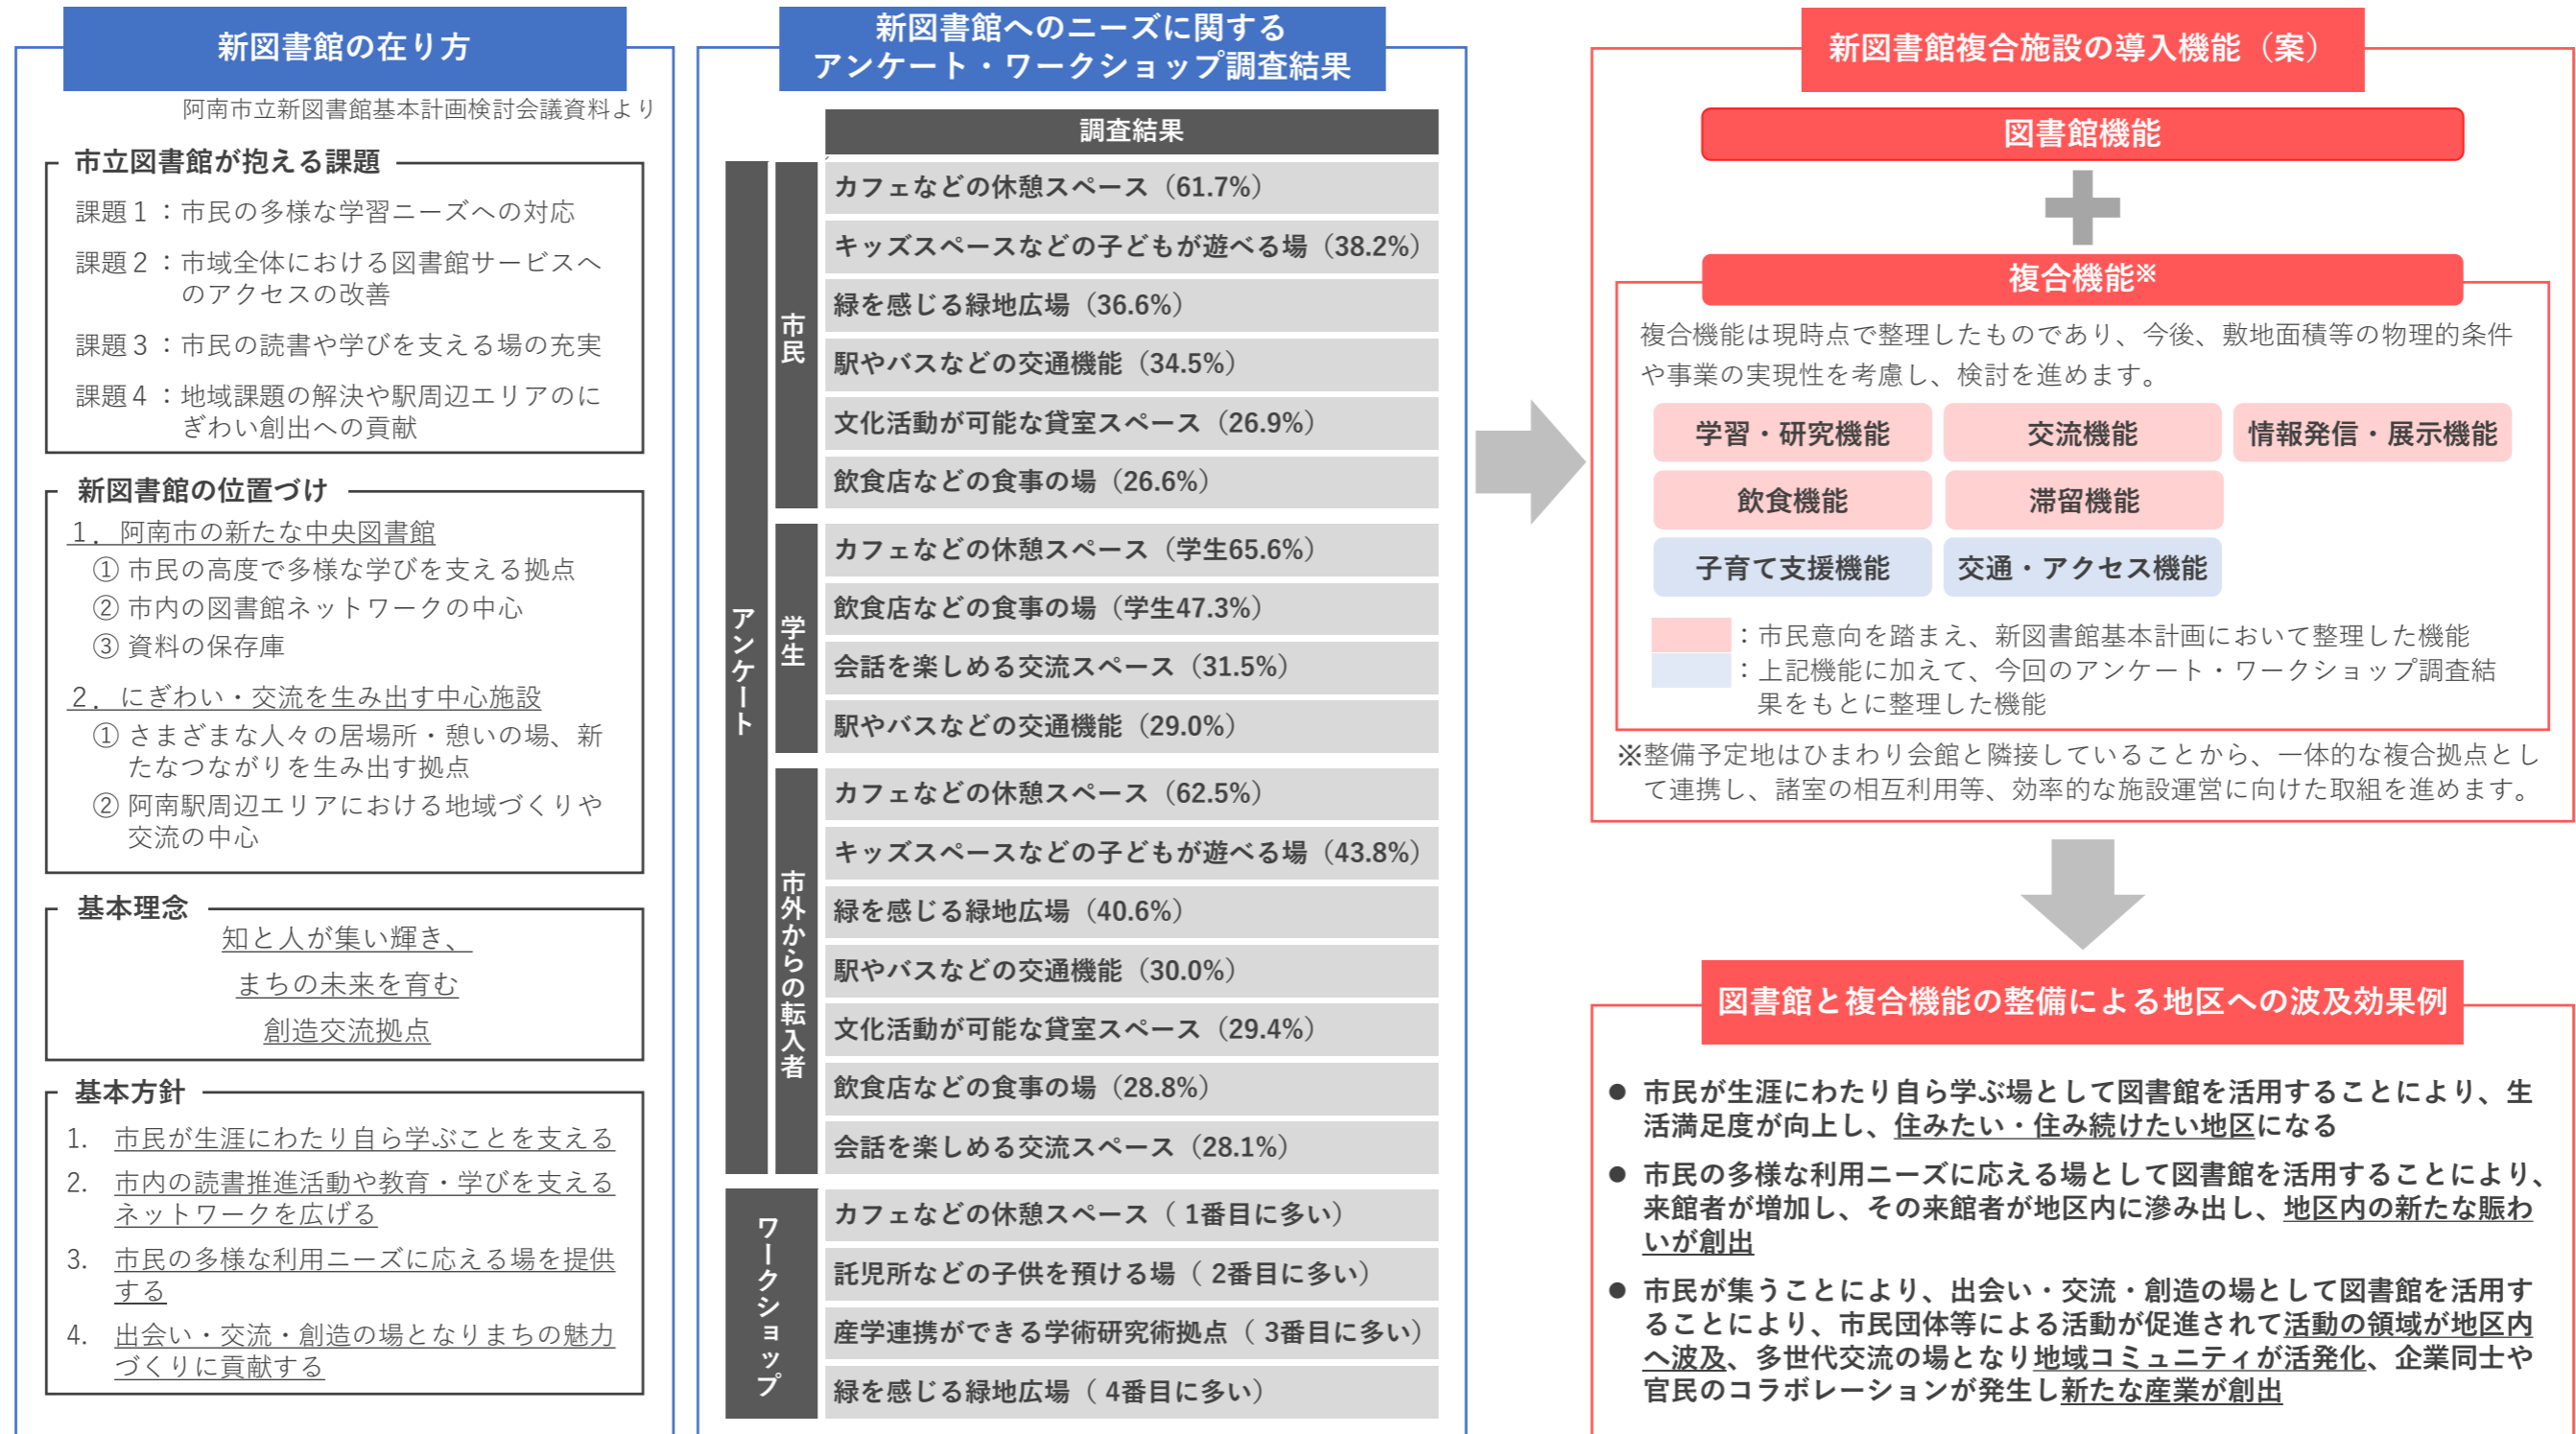 新図書館の在り方
阿南市立新図書館基本計画検討会議資料より
市立図書館が抱える課題
課題１：市民の多様な学習ニーズへの対応
課題２：市域全体における図書館サービスへ
のアクセスの改善
課題３：市民の読書や学びを支える場の充実
課題４：地域課題の解決や駅周辺エリアのに
ぎわい創出への貢献
新図書館の位置づけ
１．阿南市の新たな中央図書館
① 市民の高度で多様な学びを支える拠点
② 市内の図書館ネットワークの中心
③ 資料の保存庫
２．にぎわい・交流を生み出す中心施設
① さまざまな人々の居場所・憩いの場、新
たなつながりを生み出す拠点
② 阿南駅周辺エリアにおける地域づくりや
交流の中心
基本理念
知と人が集い輝き、
まちの未来を育む
創造交流拠点
基本方針
1. 市民が生涯にわたり自ら学ぶことを支える
2. 市内の読書推進活動や教育・学びを支える
ネットワークを広げる
3. 市民の多様な利用ニーズに応える場を提供
する
4. 出会い・交流・創造の場となりまちの魅力
づくりに貢献する
新図書館へのニーズに関する
アンケート・ワークショップ調査結果
調査結果
アンケート
市民
カフェなどの休憩スペース（61.7%）
キッズスペースなどの子どもが遊べる場（38.2%）
緑を感じる緑地広場（36.6%）
駅やバスなどの交通機能（34.5%）
文化活動が可能な貸室スペース（26.9%）
飲食店などの食事の場（26.6%）
学生
カフェなどの休憩スペース（学生65.6%）
飲食店などの食事の場（学生47.3%）
会話を楽しめる交流スペース（31.5%）
駅やバスなどの交通機能（29.0%）
市外からの転入者
カフェなどの休憩スペース（62.5%）
キッズスペースなどの子どもが遊べる場（43.8%）
緑を感じる緑地広場（40.6%）
駅やバスなどの交通機能（30.0%）
文化活動が可能な貸室スペース（29.4%）
飲食店などの食事の場（28.8%）
会話を楽しめる交流スペース（28.1%）
ワークショップ
カフェなどの休憩スペース（ 1番目に多い）
託児所などの子供を預ける場（ 2番目に多い）
産学連携ができる学術研究術拠点（ 3番目に多い）
緑を感じる緑地広場（ 4番目に多い）
新図書館複合施設の導入機能（案）
図書館機能
複合機能※
複合機能は現時点で整理したものであり、今後、敷地面積等の物理的条件
や事業の実現性を考慮し、検討を進めます。
学習・研究機能
交流機能
情報発信・展示機能
飲食機能
滞留機能
子育て支援機能
交通・アクセス機能
：市民意向を踏まえ、新図書館基本計画において整理した機能
：上記機能に加えて、今回のアンケート・ワークショップ調査結
果をもとに整理した機能
※整備予定地はひまわり会館と隣接していることから、一体的な複合拠点とし
て連携し、諸室の相互利用等、効率的な施設運営に向けた取組を進めます。
図書館と複合機能の整備による地区への波及効果例
● 市民が生涯にわたり自ら学ぶ場として図書館を活用することにより、生
活満足度が向上し、住みたい・住み続けたい地区になる
● 市民の多様な利用ニーズに応える場として図書館を活用することにより、
来館者が増加し、その来館者が地区内に滲み出し、地区内の新たな賑わ
いが創出
● 市民が集うことにより、出会い・交流・創造の場として図書館を活用す
ることにより、市民団体等による活動が促進されて活動の領域が地区内
へ波及、多世代交流の場となり地域コミュニティが活発化、企業同士や
官民のコラボレーションが発生し新たな産業が創出